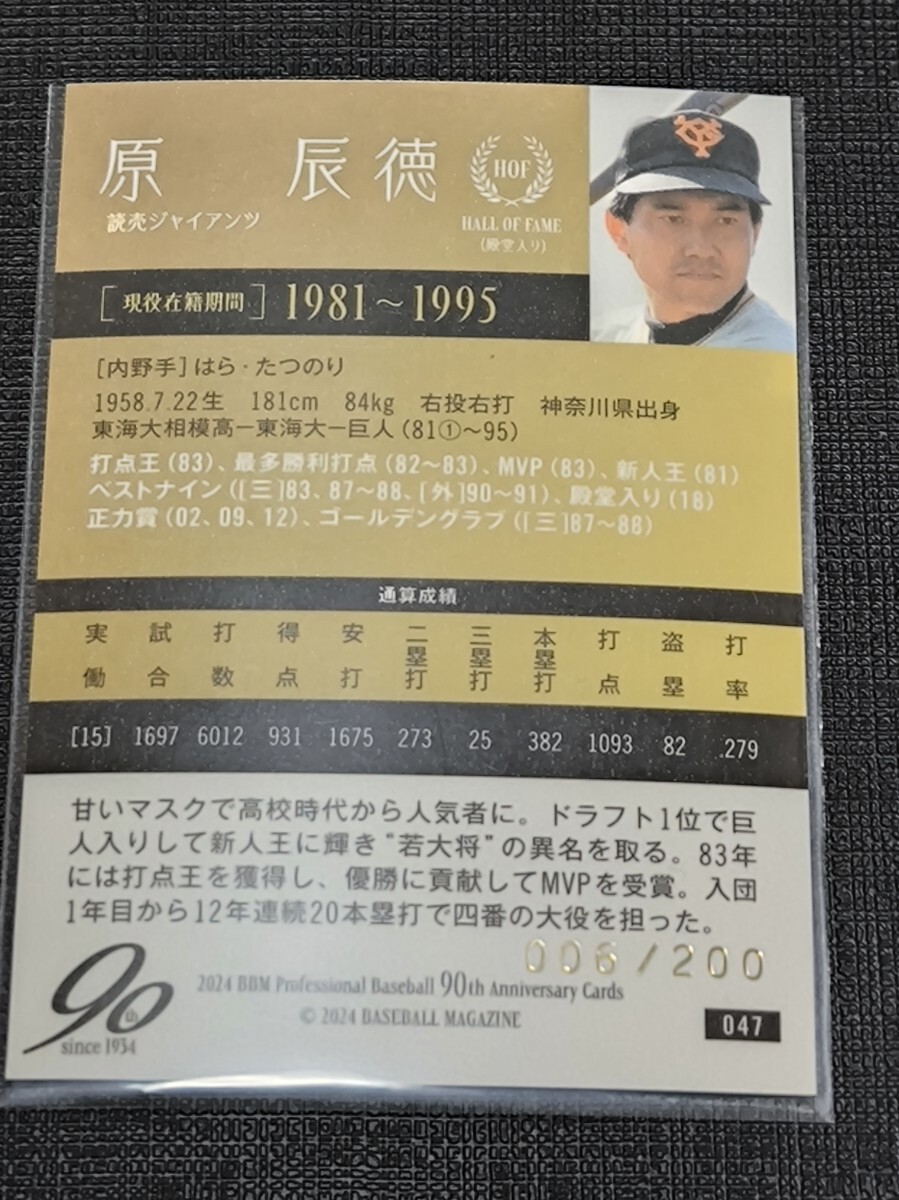 原 辰徳
読売ジャイアンツ
HOF
HALL OF FAME
(殿堂入り)
[現役在籍期間] 1981～1995
[内野手]はら・たつのり
1958.7.22生 181cm 84kg 右投右打 神奈川県出身
東海大相模高ー東海大ー巨人(81①～95)
打点王(83)、最多勝利打点(82～83)、MVP(83)、新人王(81)
ベストナイン([三]83、87～88、[外]90～91)、殿堂入り(18)
正力賞(02、09、12)、ゴールデングラブ([三]87～88)
通算成績
実働 試合 打数 得点 安打 二塁打 三塁打 本塁打 打点 盗塁 打率
[15] 1697 6012 931 1675 273 25 382 1093 82 .279
甘いマスクで高校時代から人気者に。ドラフト1位で巨
人入りして新人王に輝き“若大将”の異名を取る。83年
には打点王を獲得し、優勝に貢献してMVPを受賞。入団
1年目から12年連続20本塁打で四番の大役を担った。
006/200
90th
since 1934
2024 BBM Professional Baseball 90th Anniversary Cards
© 2024 BASEBALL MAGAZINE
047